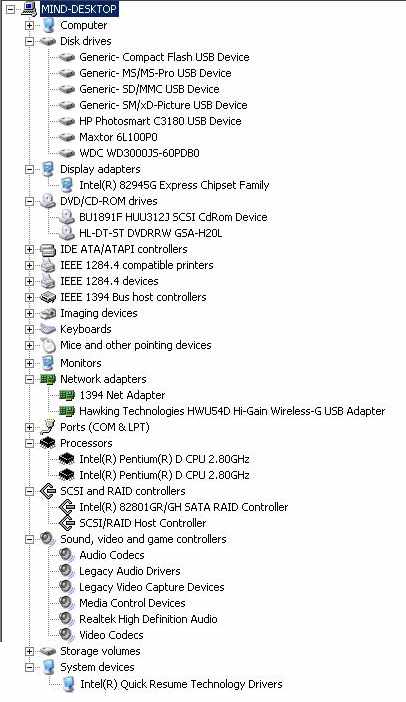 MIND-DESKTOP
Computer
Disk drives
Generic- Compact Flash USB Device
Generic- MS/MS-Pro USB Device
Generic- SD/MMC USB Device
Generic- SM/xD-Picture USB Device
HP Photosmart C3180 USB Device
Maxtor 6L100P0
WDC WD3000JS-60PDB0
Display adapters
Intel(R) 82945G Express Chipset Family
DVD/CD-ROM drives
BU1891F HUU312J SCSI CdRom Device
HL-DT-ST DVDRRW GSA-H20L
IDE ATA/ATAPI controllers
IEEE 1284.4 compatible printers
IEEE 1284.4 devices
IEEE 1394 Bus host controllers
Imaging devices
Keyboards
Mice and other pointing devices
Monitors
Network adapters
1394 Net Adapter
Hawking Technologies HWU54D Hi-Gain Wireless-G USB Adapter
Ports (COM & LPT)
Processors
Intel(R) Pentium(R) D CPU 2.80GHz
Intel(R) Pentium(R) D CPU 2.80GHz
SCSI and RAID controllers
Intel(R) 82801GR/GH SATA RAID Controller
SCSI/RAID Host Controller
Sound, video and game controllers
Audio Codecs
Legacy Audio Drivers
Legacy Video Capture Devices
Media Control Devices
Realtek High Definition Audio
Video Codecs
Storage volumes
System devices
Intel(R) Quick Resume Technology Drivers